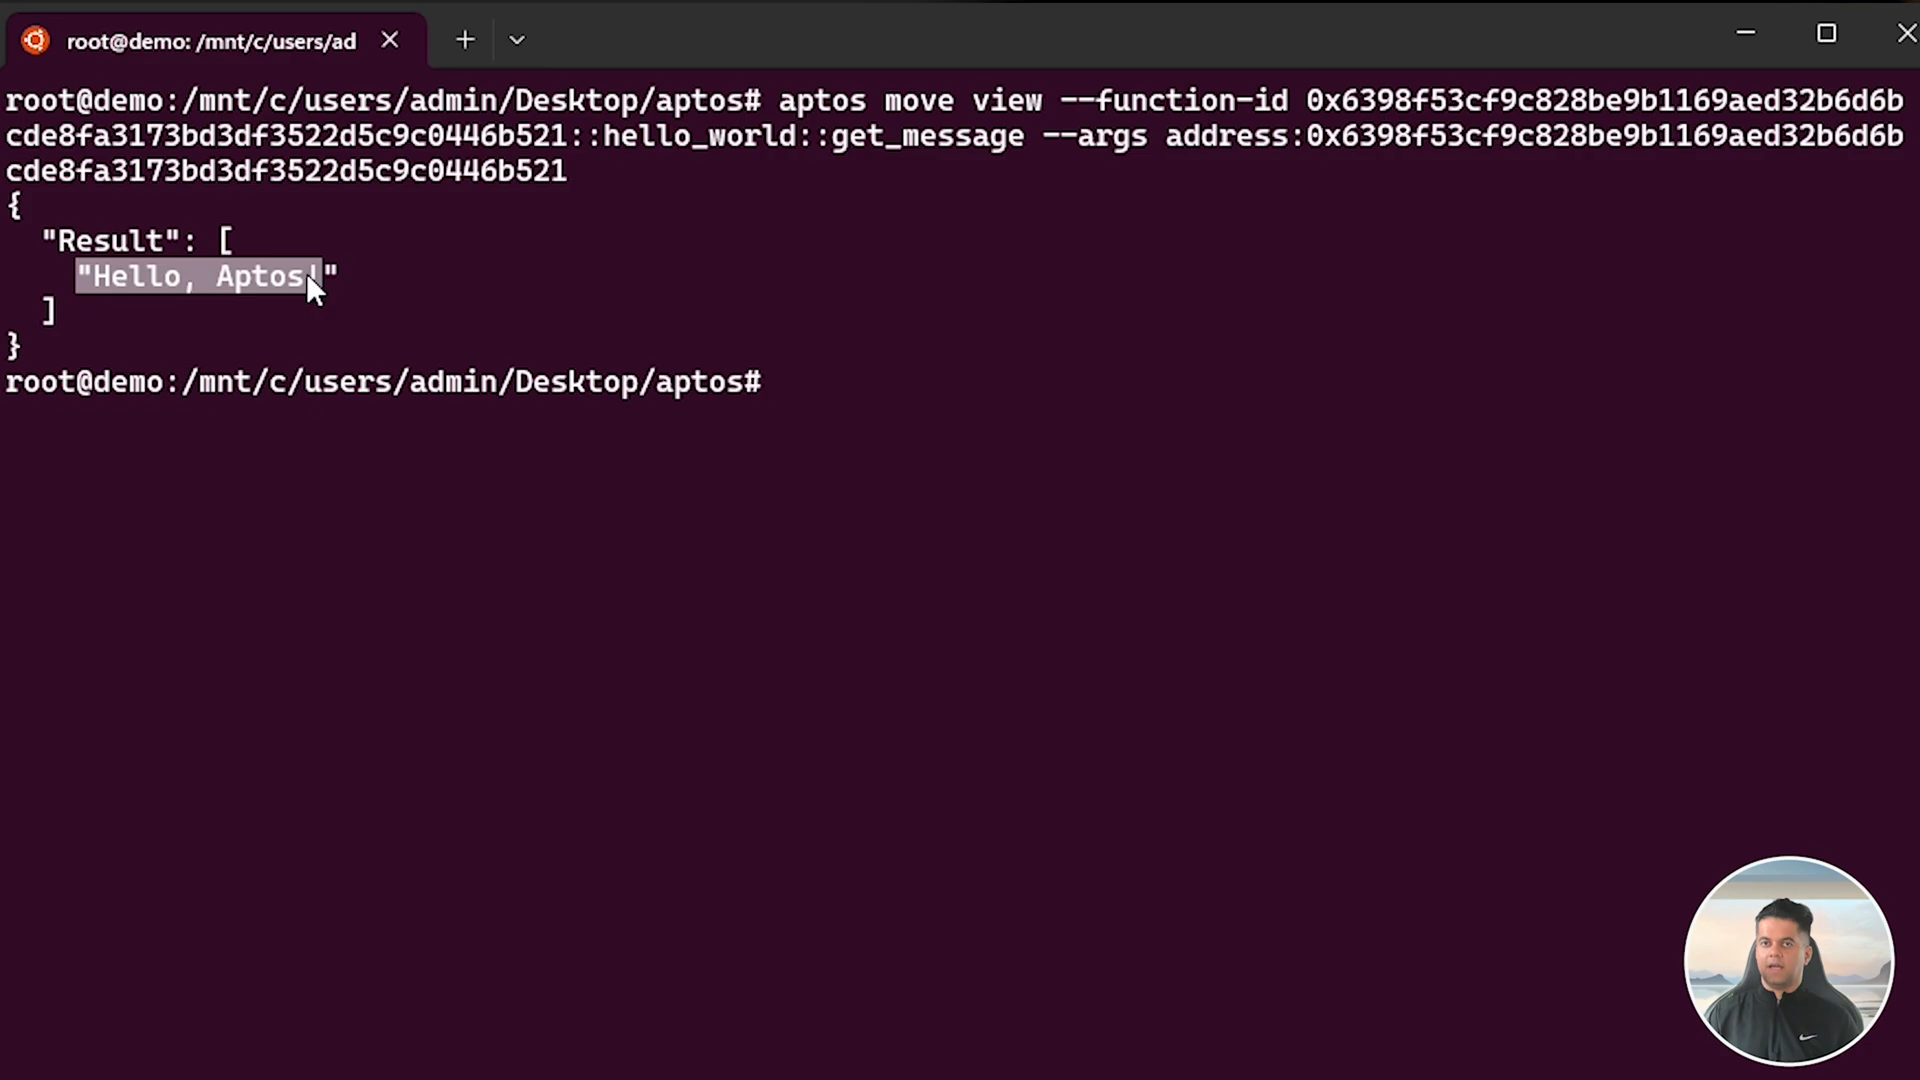 root@demo: /mnt/c/users/ad
root@demo:/mnt/c/users/admin/Desktop/aptos# aptos move view --function-id 0x6398f53cf9c828be9b1169aed32b6d6b
cde8fa3173bd3df3522d5c9c0446b521::hello_world::get_message --args address:0x6398f53cf9c828be9b1169aed32b6d6b
cde8fa3173bd3df3522d5c9c0446b521
{
"Result": [
"Hello, Aptos!"
]
}
root@demo:/mnt/c/users/admin/Desktop/aptos#